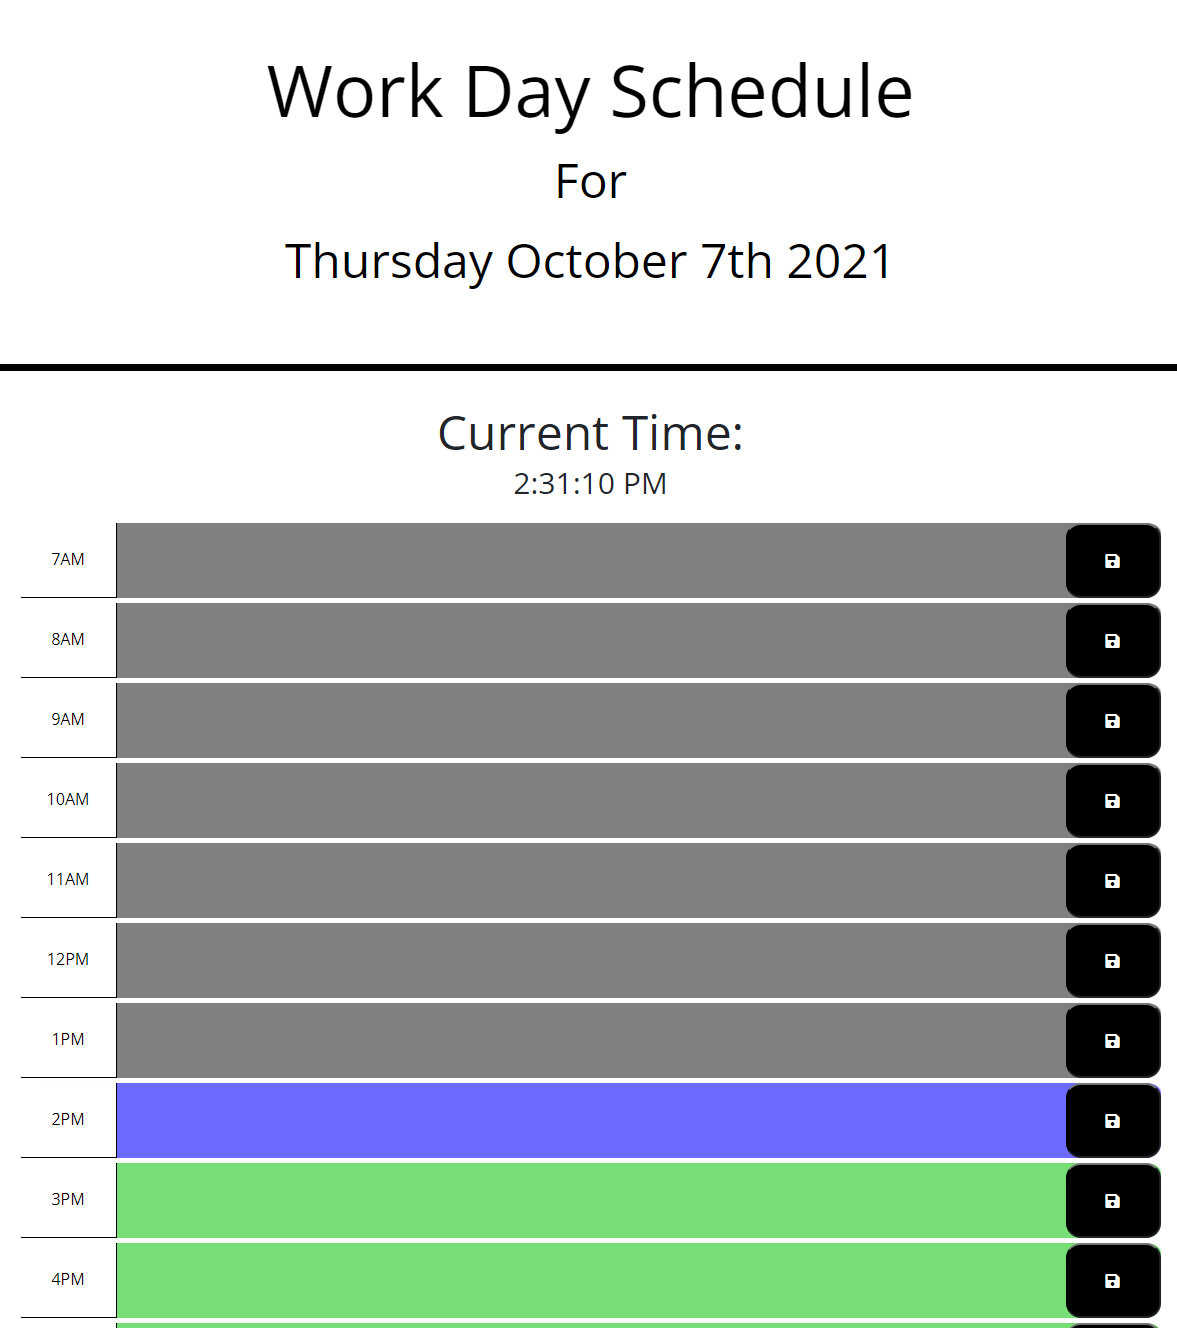 Work Day Schedule
For
Thursday October 7th 2021
Current Time:
2:31:10 PM
7AM
8AM
9AM
10AM
11AM
12PM
1PM
2PM
3PM
4PM